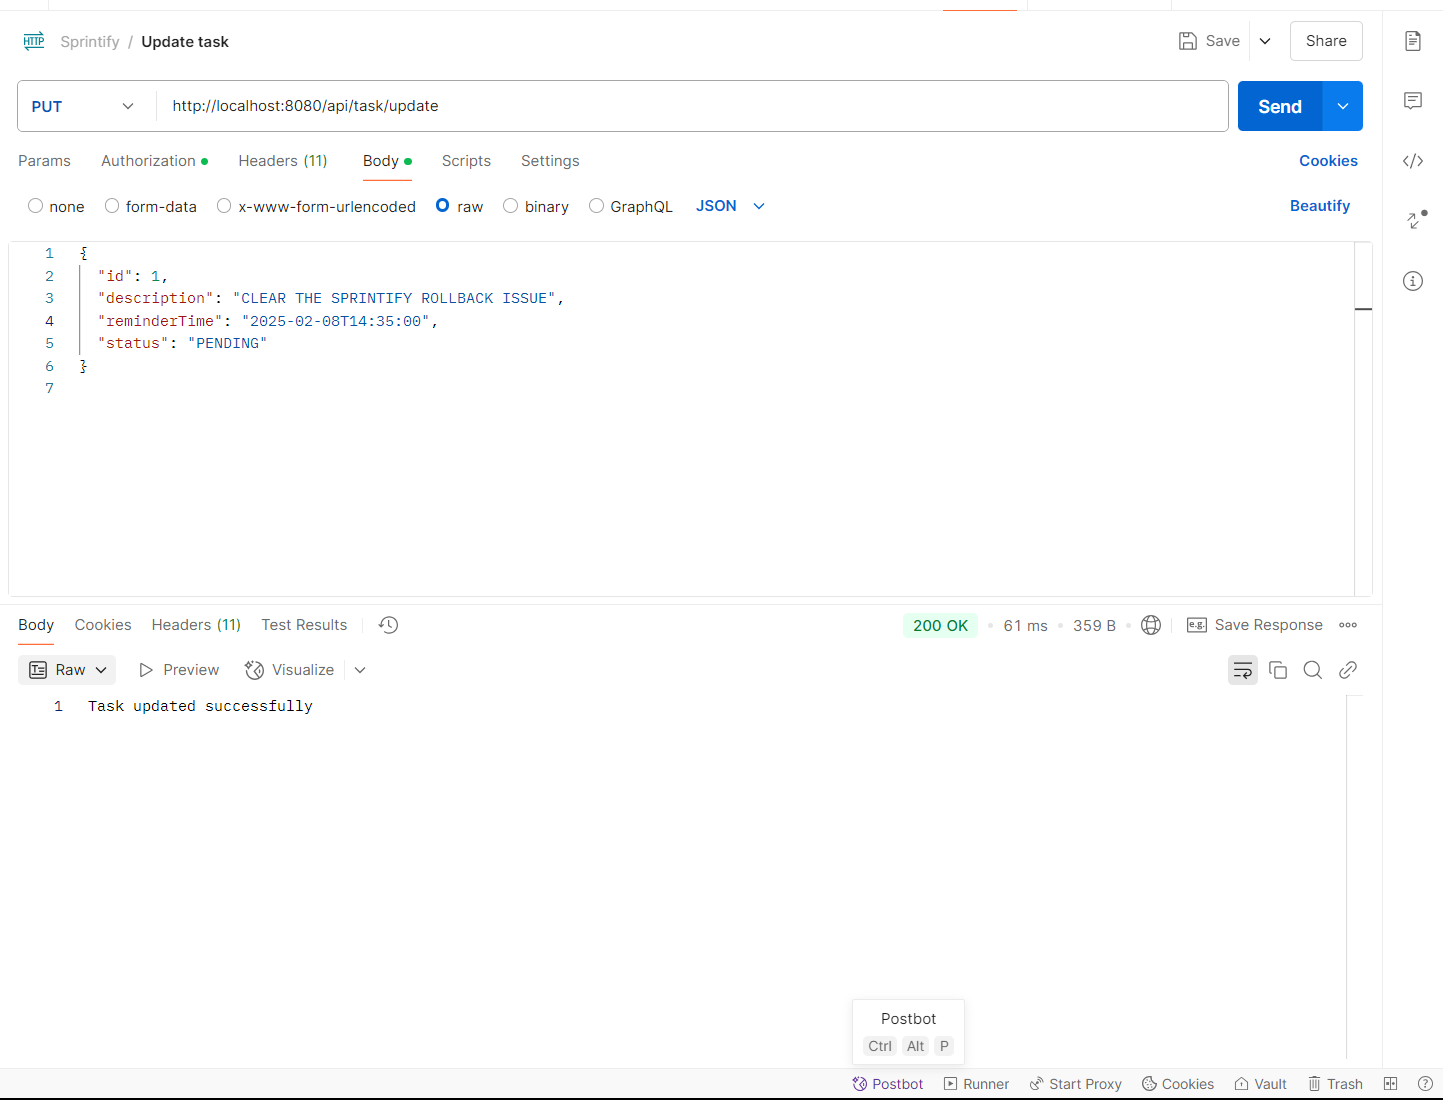 HTTP Sprintify / Update task Save Share
PUT http://localhost:8080/api/task/update Send
Params Authorization Headers (11) Body Scripts Settings Cookies
none form-data x-www-form-urlencoded raw binary GraphQL JSON Beautify
1 {
2 "id": 1,
3 "description": "CLEAR THE SPRINTIFY ROLLBACK ISSUE",
4 "reminderTime": "2025-02-08T14:35:00",
5 "status": "PENDING"
6 }
7
Body Cookies Headers (11) Test Results 200 OK 61 ms 359 B e.g. Save Response
Raw Preview Visualize
1 Task updated successfully
Postbot
Ctrl Alt P
Postbot Runner Start Proxy Cookies Vault Trash